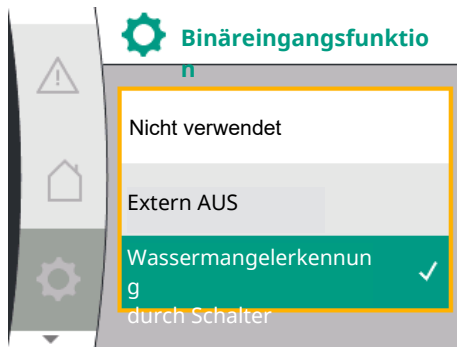 Binäreingangsfunktio
n
Nicht verwendet
Extern AUS
Wassermangelerkennun
g
durch Schalter